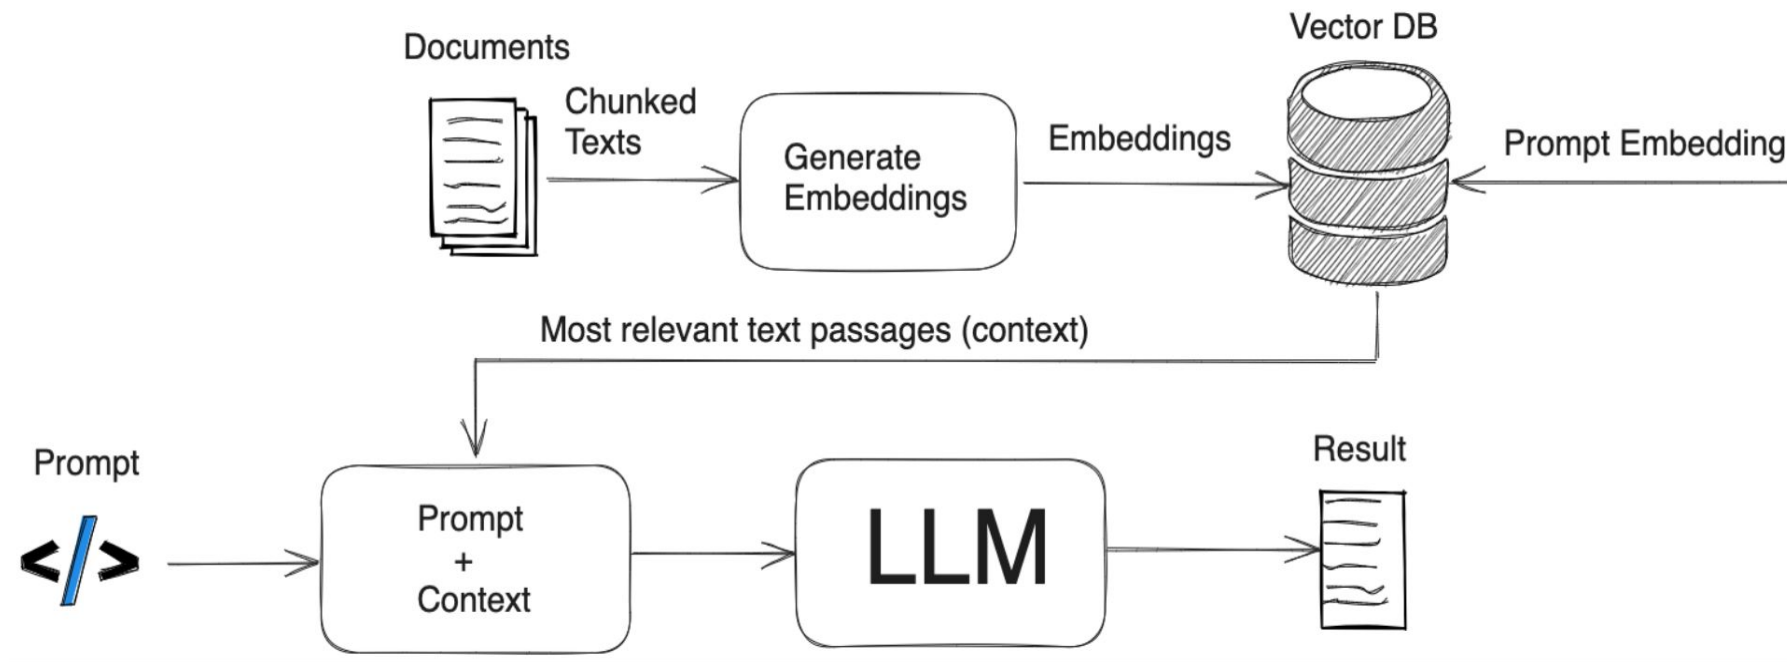 Documents
Vector DB
Chunked
Texts
Generate
Embeddings
Embeddings
Prompt Embedding
Most relevant text passages (context)
Prompt
</>
Prompt
+
Context
LLM
Result